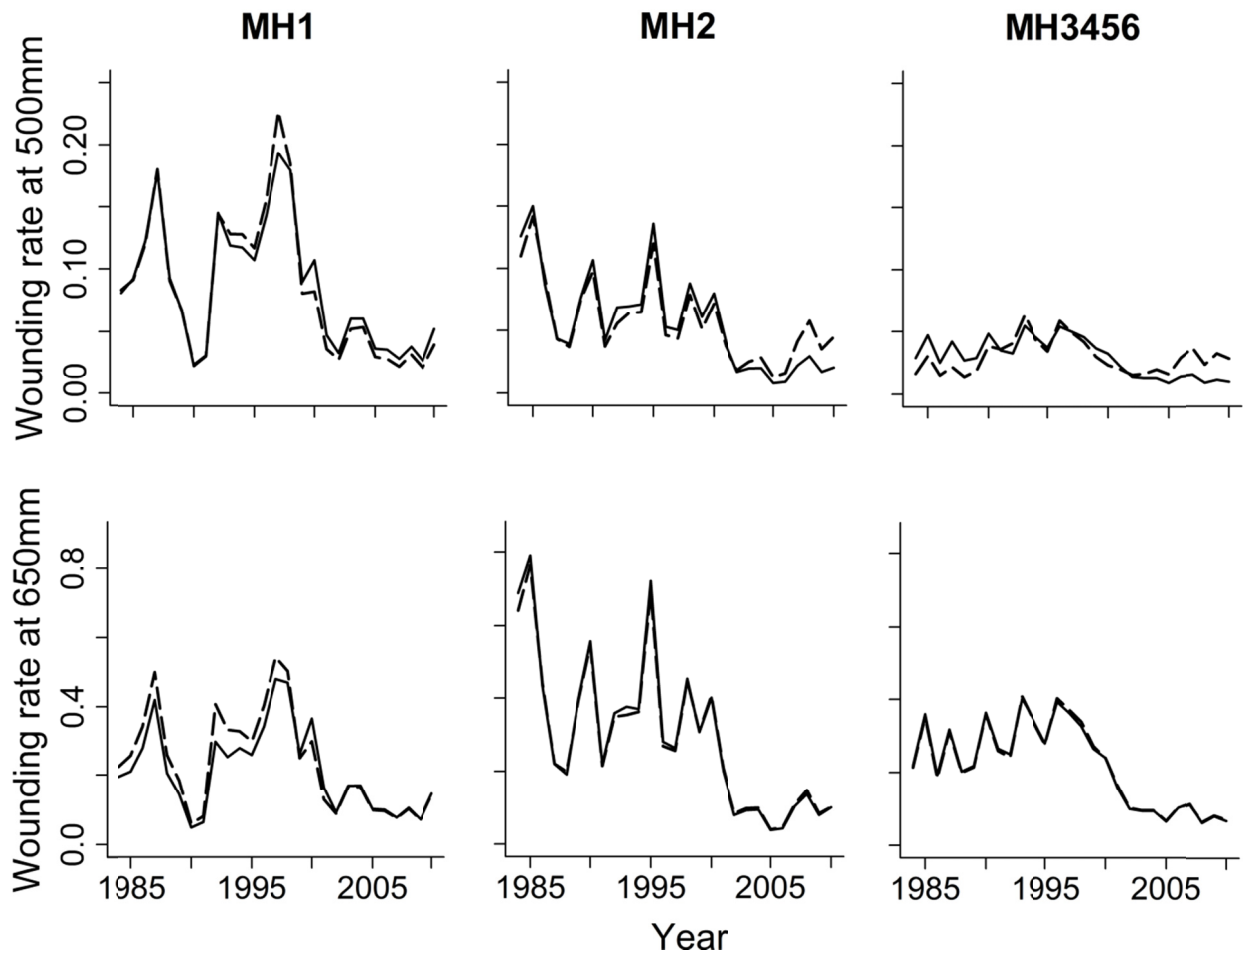 MH1 MH2 MH3456
Wounding rate at 500mm
0.20
0.10
0.00
Wounding rate at 650mm
0.8
0.4
0.0
1985 1995 2005 1985 1995 2005 1985 1995 2005
Year